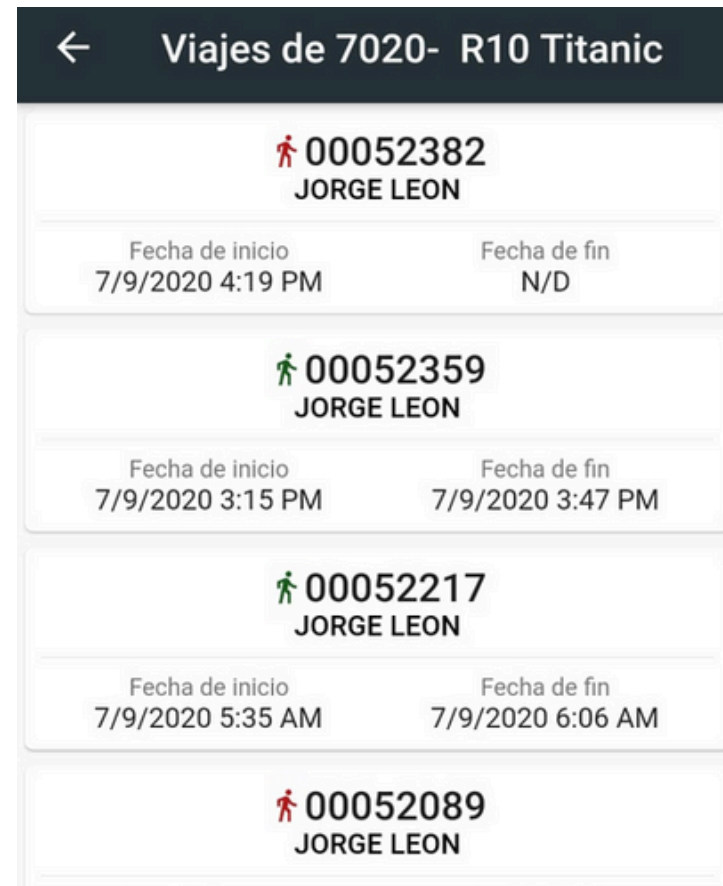 Viajes de 7020- R10 Titanic
00052382
JORGE LEON
Fecha de inicio Fecha de fin
7/9/2020 4:19 PM N/D
00052359
JORGE LEON
Fecha de inicio Fecha de fin
7/9/2020 3:15 PM 7/9/2020 3:47 PM
00052217
JORGE LEON
Fecha de inicio Fecha de fin
7/9/2020 5:35 AM 7/9/2020 6:06 AM
00052089
JORGE LEON